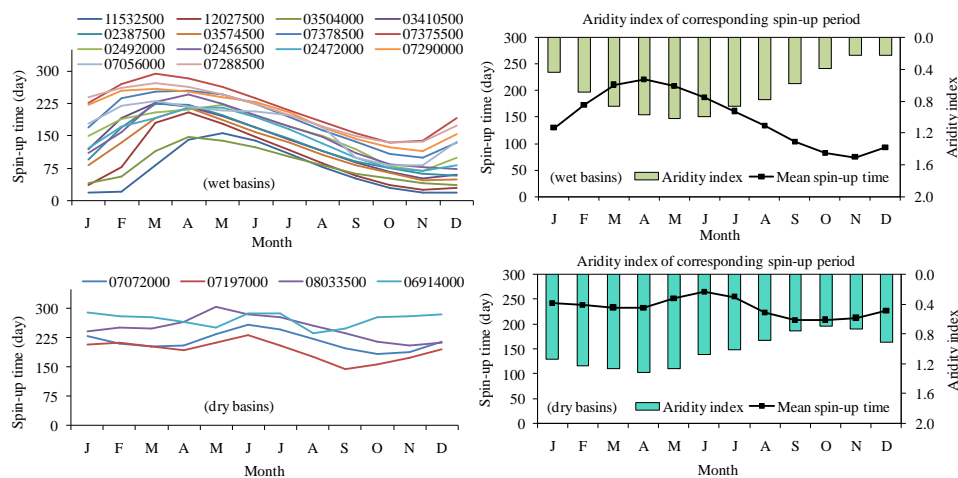 11532500 12027500 03504000 03410500
02387500 03574500 07378500 07375500
02492000 02456500 02472000 07290000
07056000 07288500
Spin-up time (day)
300
225
150
75
0
(wet basins)
J F M A M J J A S O N D
Month
Aridity index of corresponding spin-up period
Spin-up time (day)
300
250
200
150
100
50
0
0.0
0.4
0.8
1.2
1.6
2.0
Aridity index
(wet basins) Aridity index Mean spin-up time
J F M A M J J A S O N D
Month
07072000 07197000 08033500 06914000
Spin-up time (day)
300
225
150
75
0
(dry basins)
J F M A M J J A S O N D
Month
Aridity index of corresponding spin-up period
Spin-up time (day)
300
250
200
150
100
50
0
0.0
0.4
0.8
1.2
1.6
2.0
Aridity index
(dry basins) Aridity index Mean spin-up time
J F M A M J J A S O N D
Month